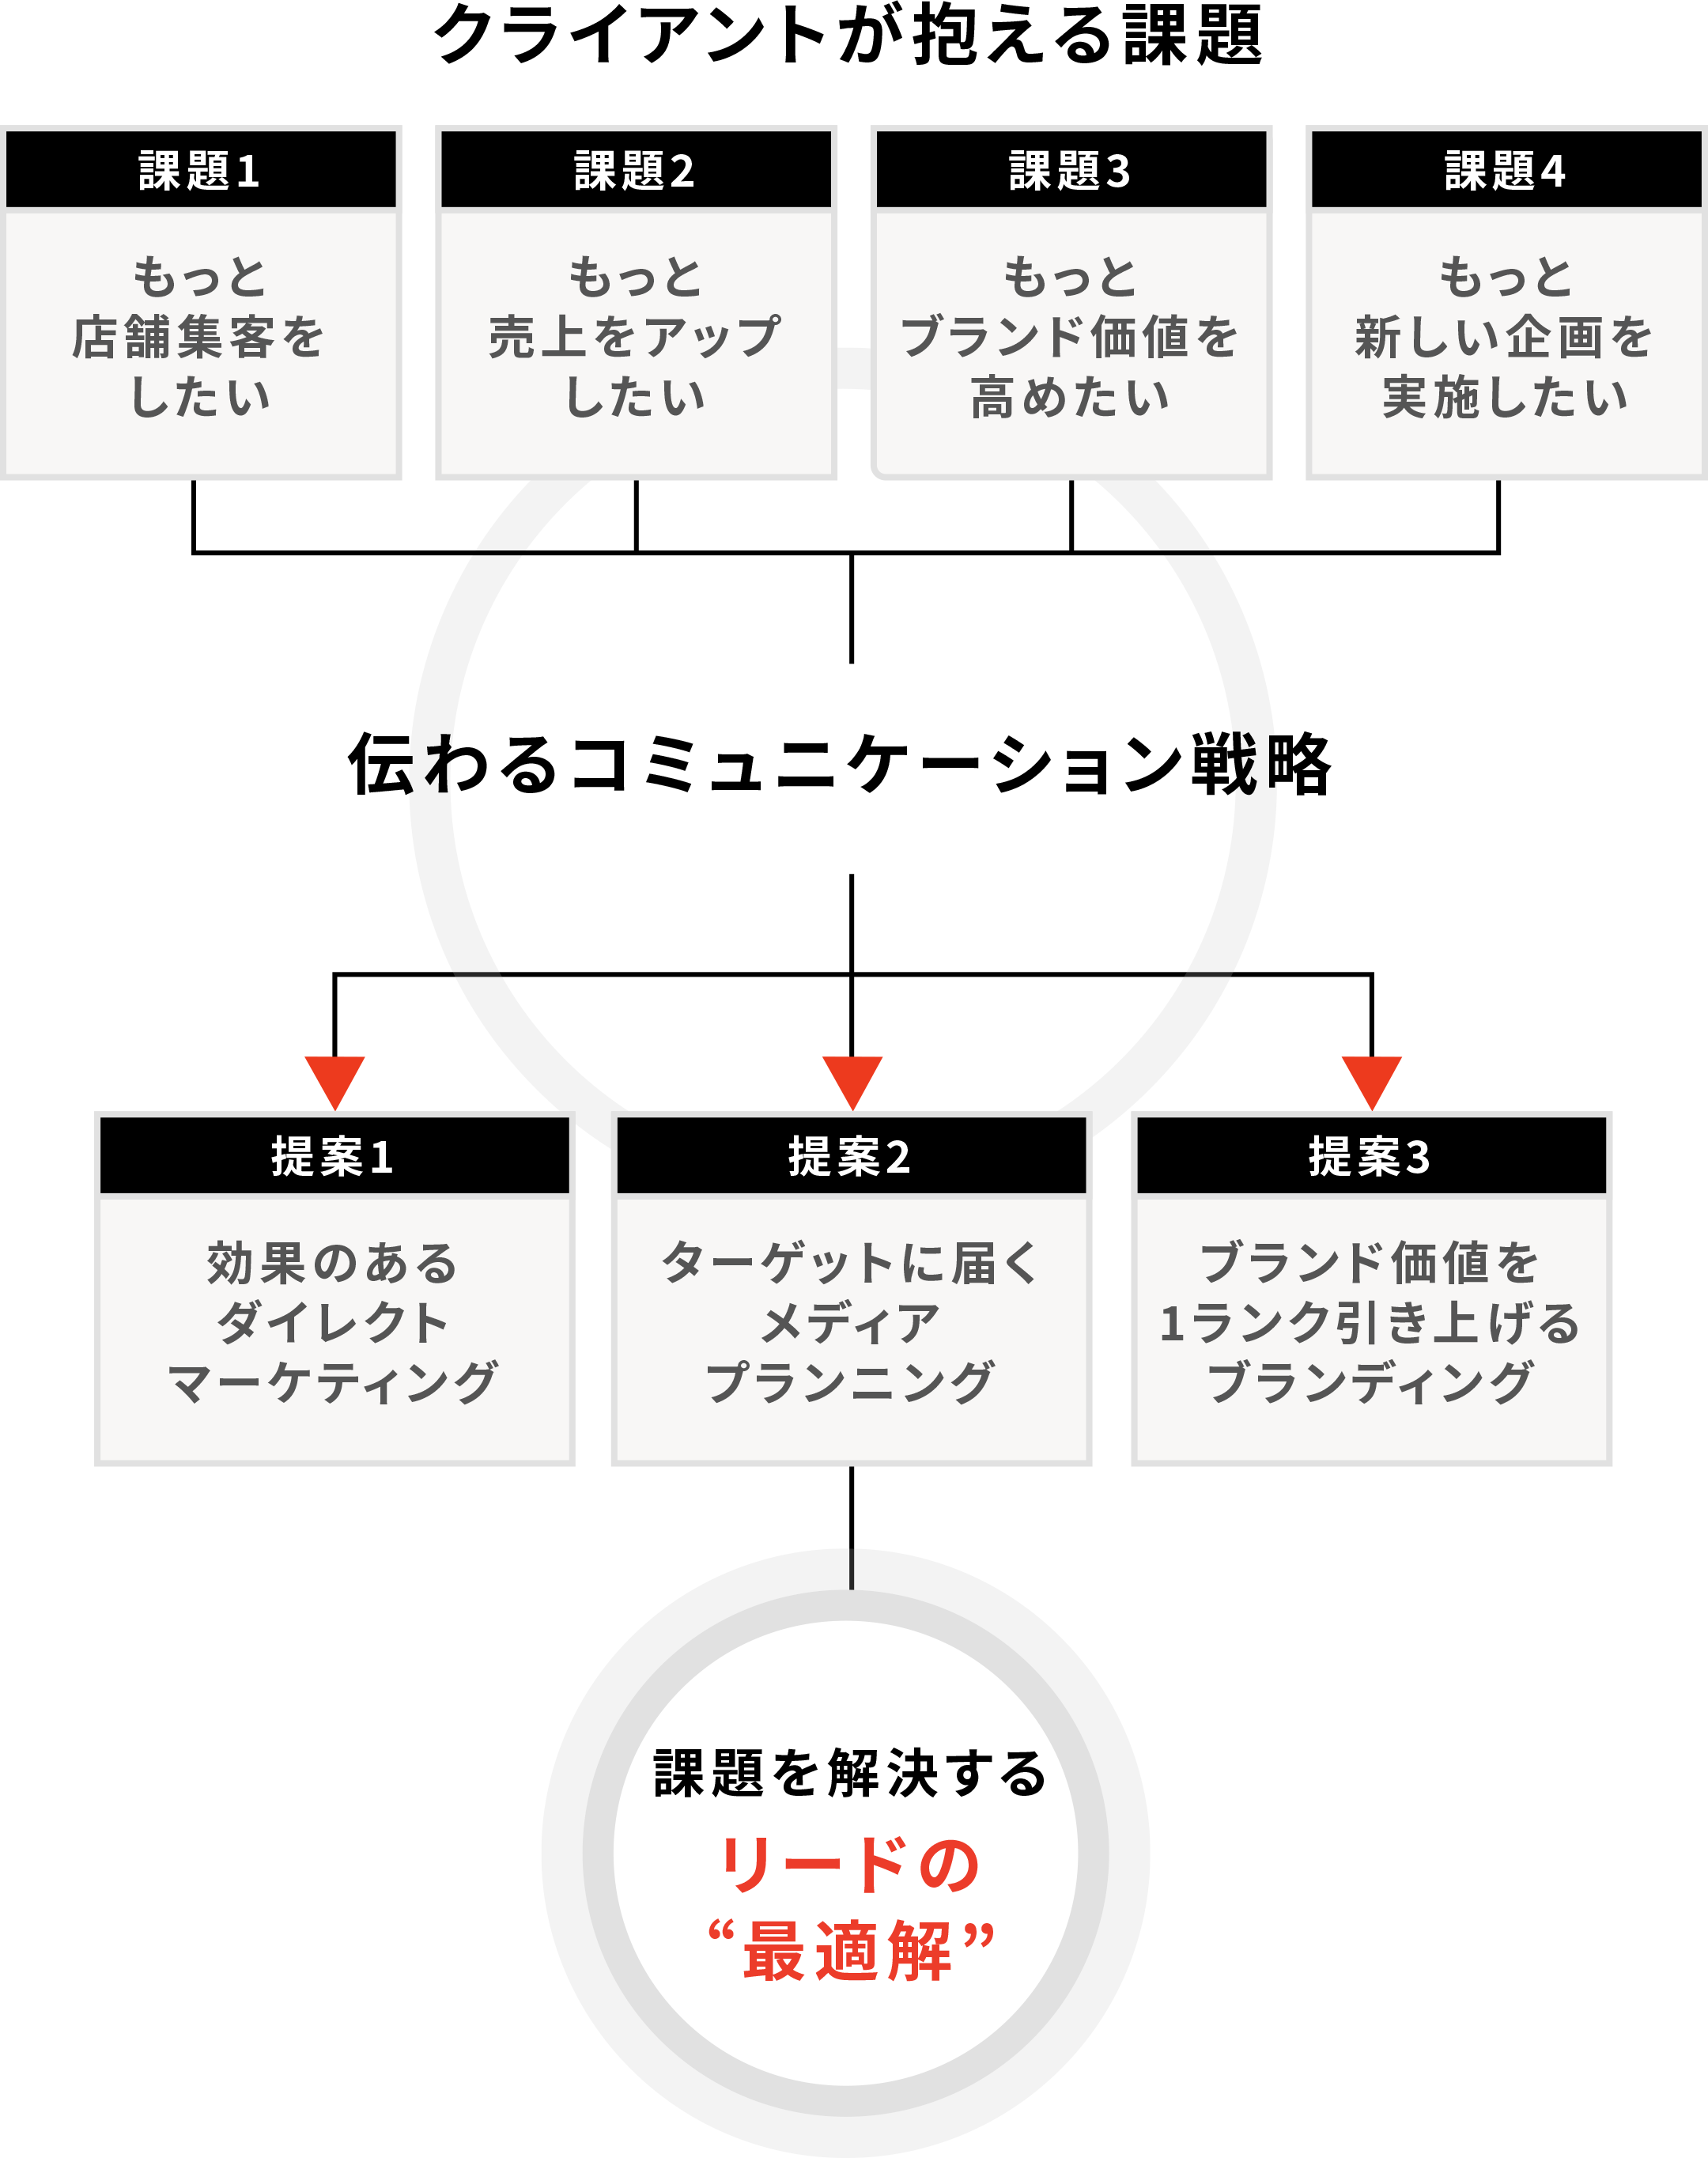 クライアントが抱える課題
課題1
もっと
店舗集客を
したい
課題2
もっと
売上をアップ
したい
課題3
もっと
ブランド価値を
高めたい
課題4
もっと
新しい企画を
実施したい
伝わるコミュニケーション戦略
提案1
効果のある
ダイレクト
マーケティング
提案2
ターゲットに届く
メディア
プランニング
提案3
ブランド価値を
1ランク引き上げる
ブランディング
課題を解決する
リードの
“最適解”